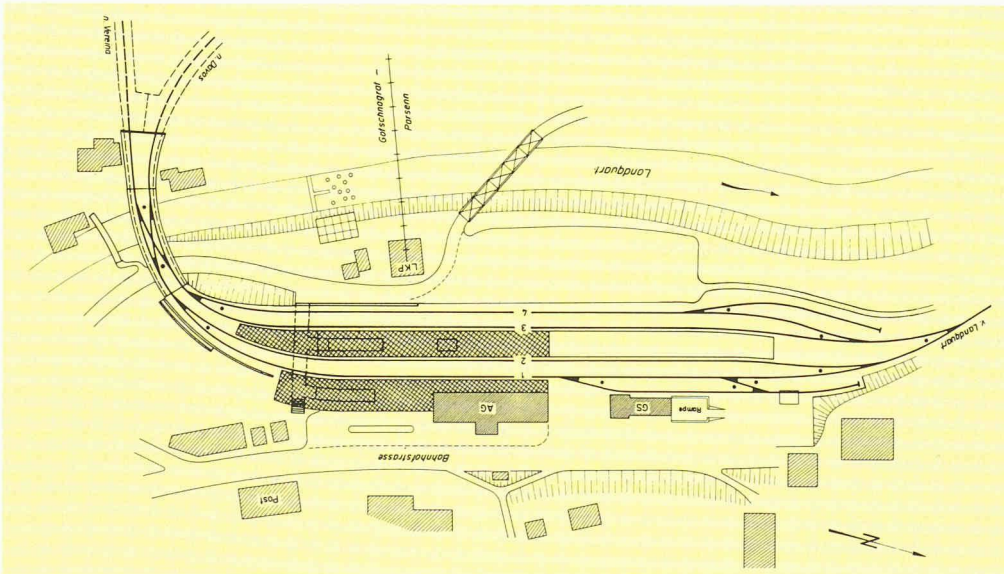 n. Vereina
n. Davos
Gotschnagrat –
Parsenn
Landquart
LKP
4
3
2
1
v. Landquart
AG
GS
Rampe
Bahnhofstrasse
Post
N